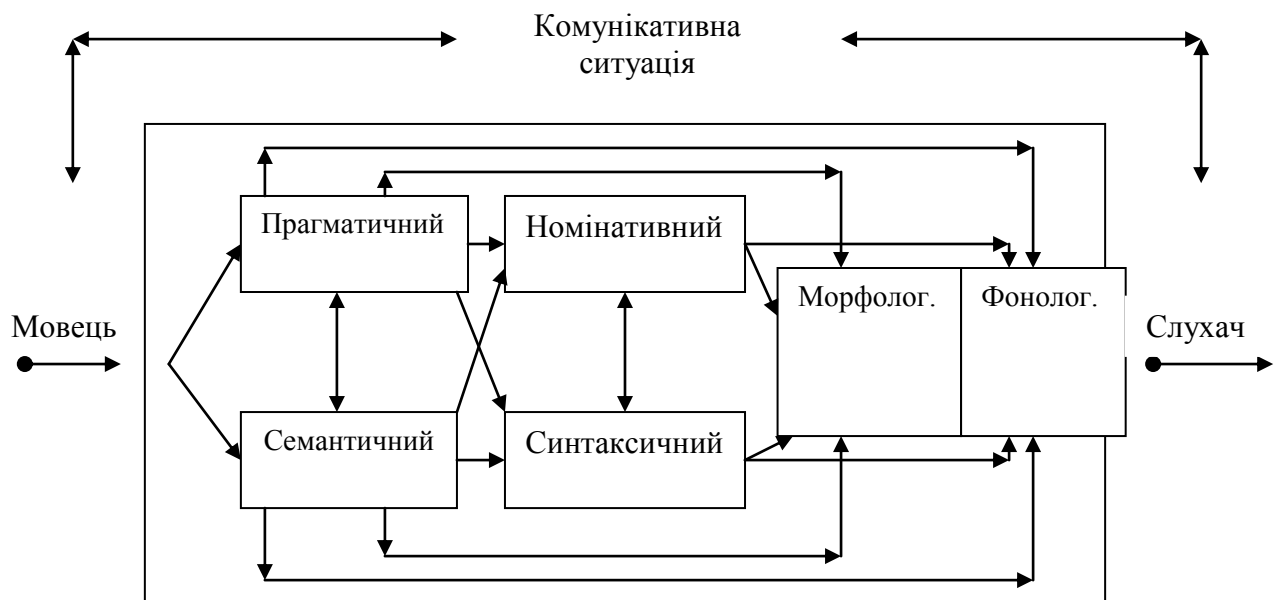 Комунікативна
ситуація
Прагматичний
Номінативний
Морфолог.
Фонолог.
Мовець
Слухач
Семантичний
Синтаксичний